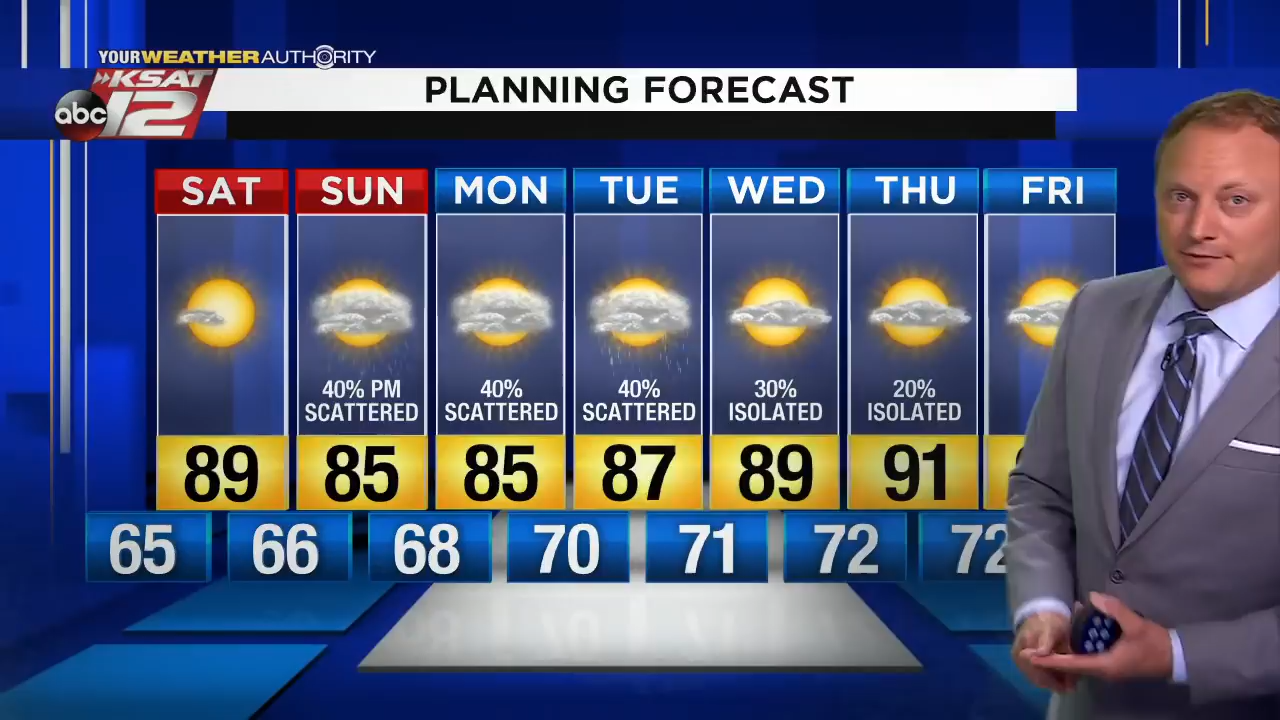 YOURWEATHERAUTHORITY
KSAT
abc 12
PLANNING FORECAST
SAT SUN MON TUE WED THU FRI
40% PM 40% 40% 30% 20%
SCATTERED SCATTERED SCATTERED ISOLATED ISOLATED
89 85 85 87 89 91
65 66 68 70 71 72 72